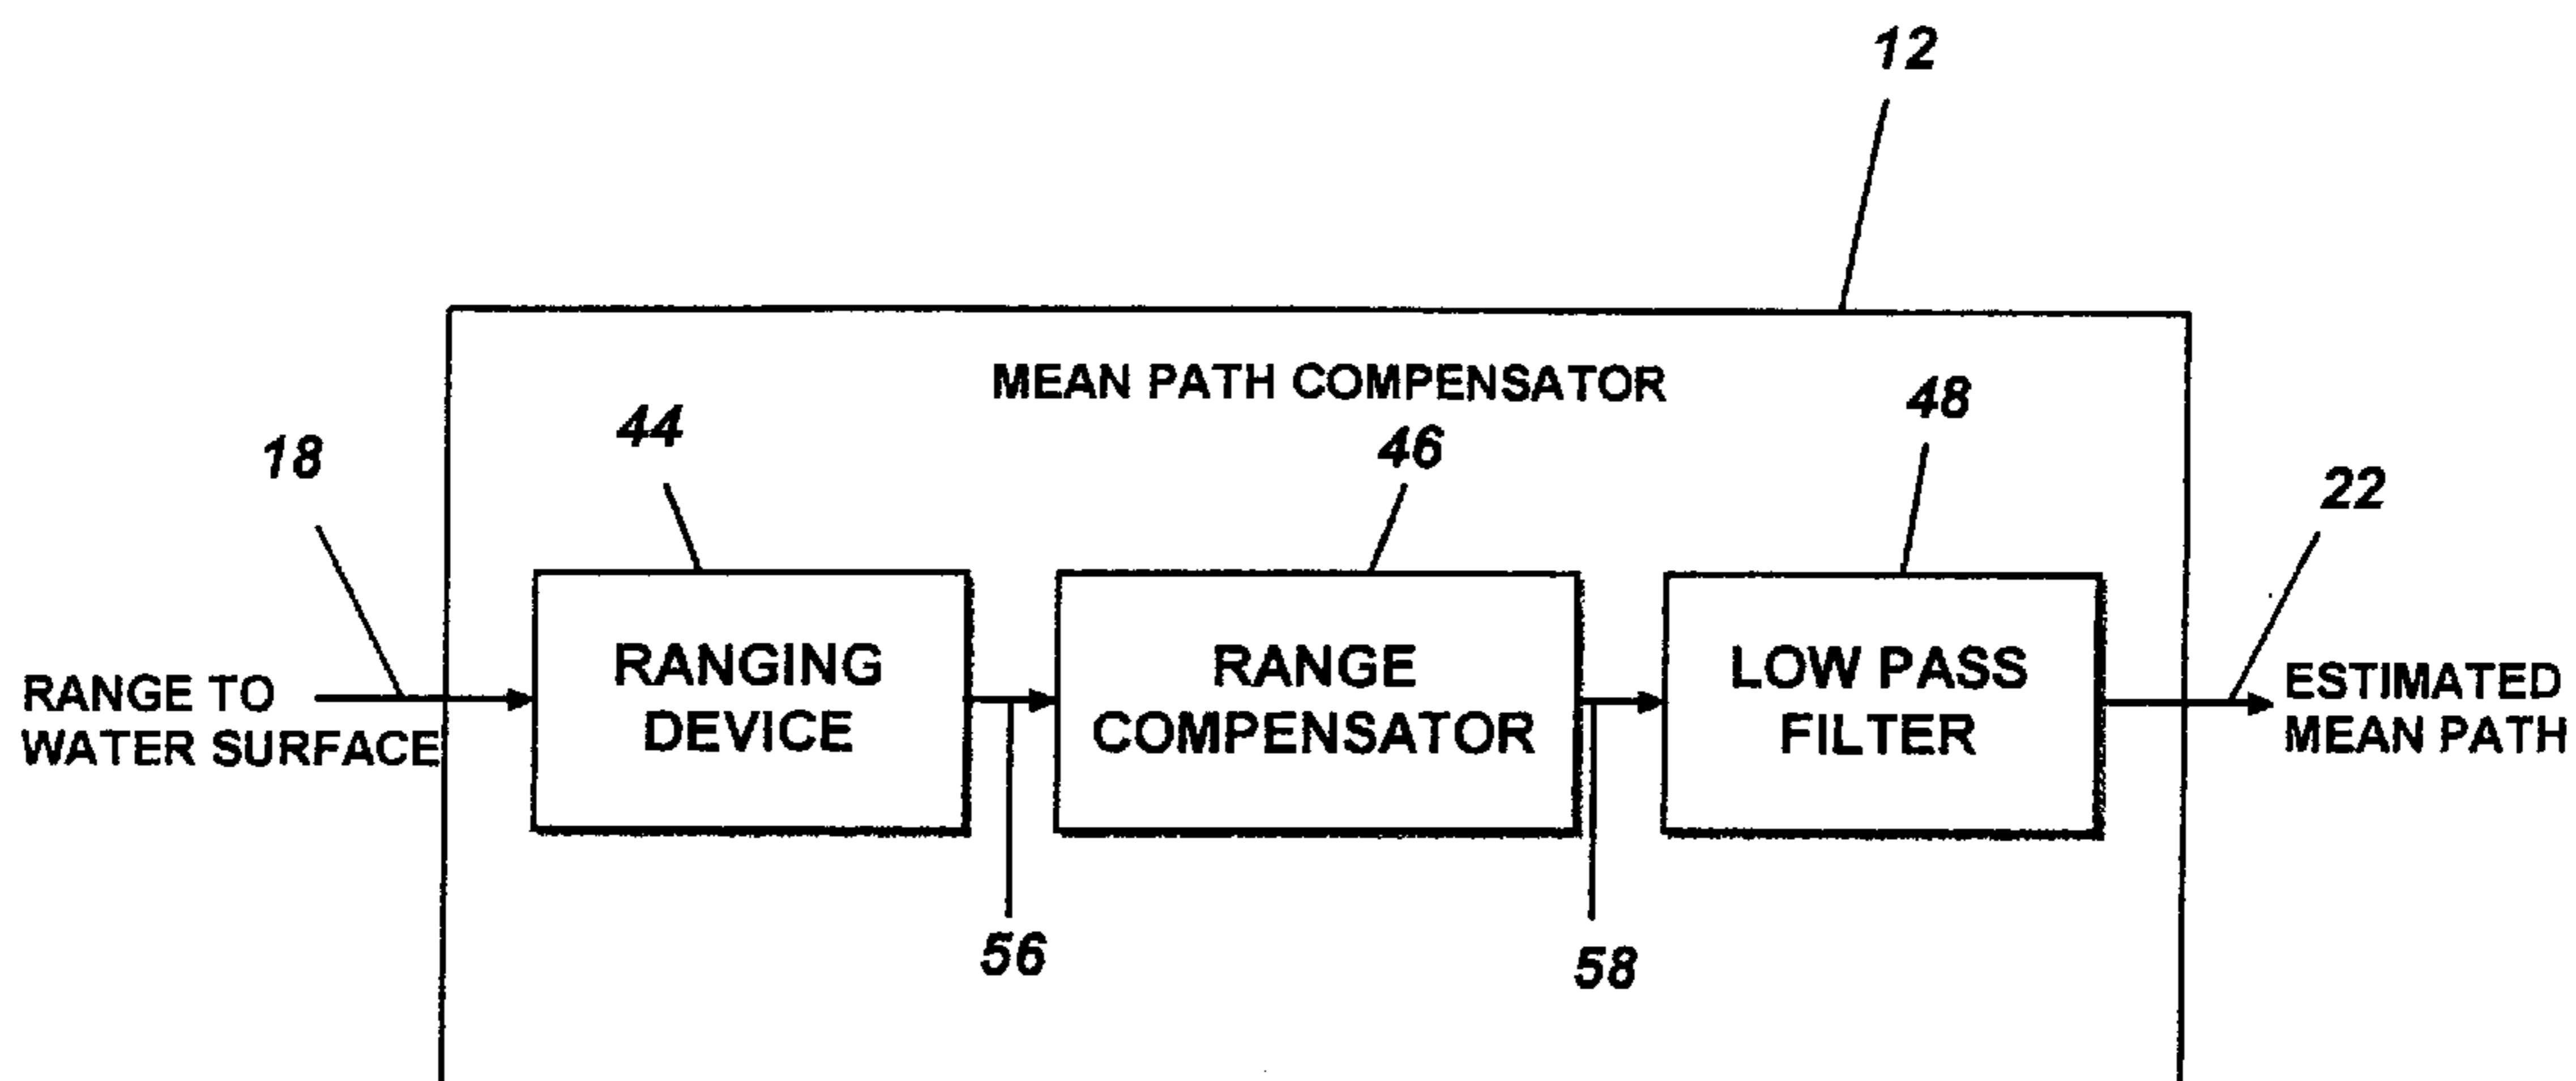 12
MEAN PATH COMPENSATOR
44
46
48
18
22
RANGE TO
WATER SURFACE
RANGING
DEVICE
RANGE
COMPENSATOR
LOW PASS
FILTER
ESTIMATED
MEAN PATH
56
58